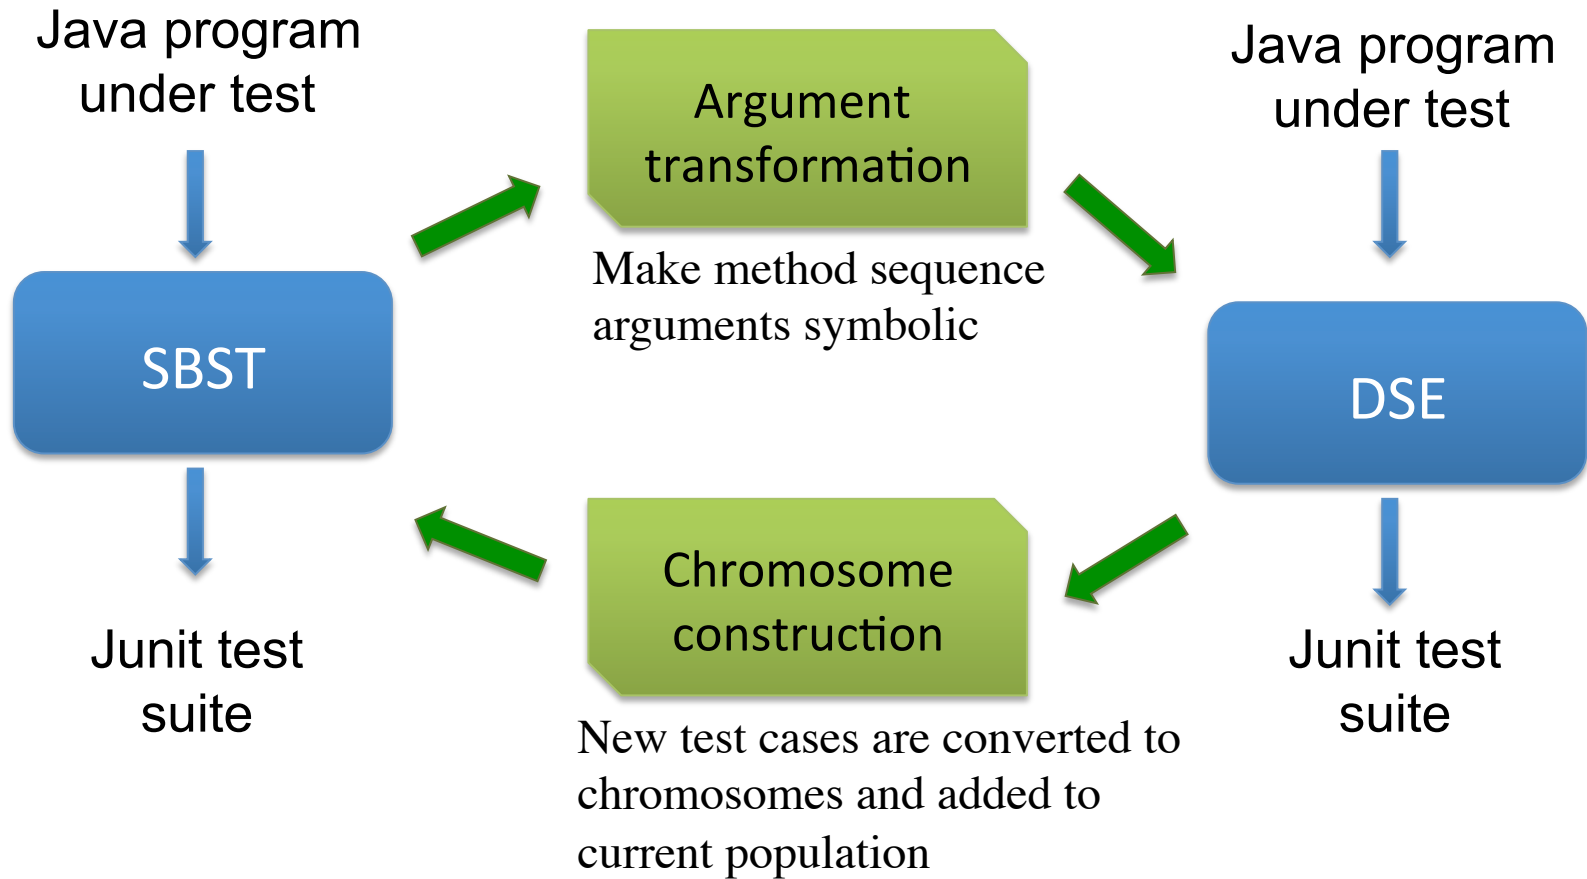 Java program
under test
SBST
Junit test
suite
Argument
transformation
Make method sequence
arguments symbolic
Chromosome
construction
New test cases are converted to
chromosomes and added to
current population
Java program
under test
DSE
Junit test
suite